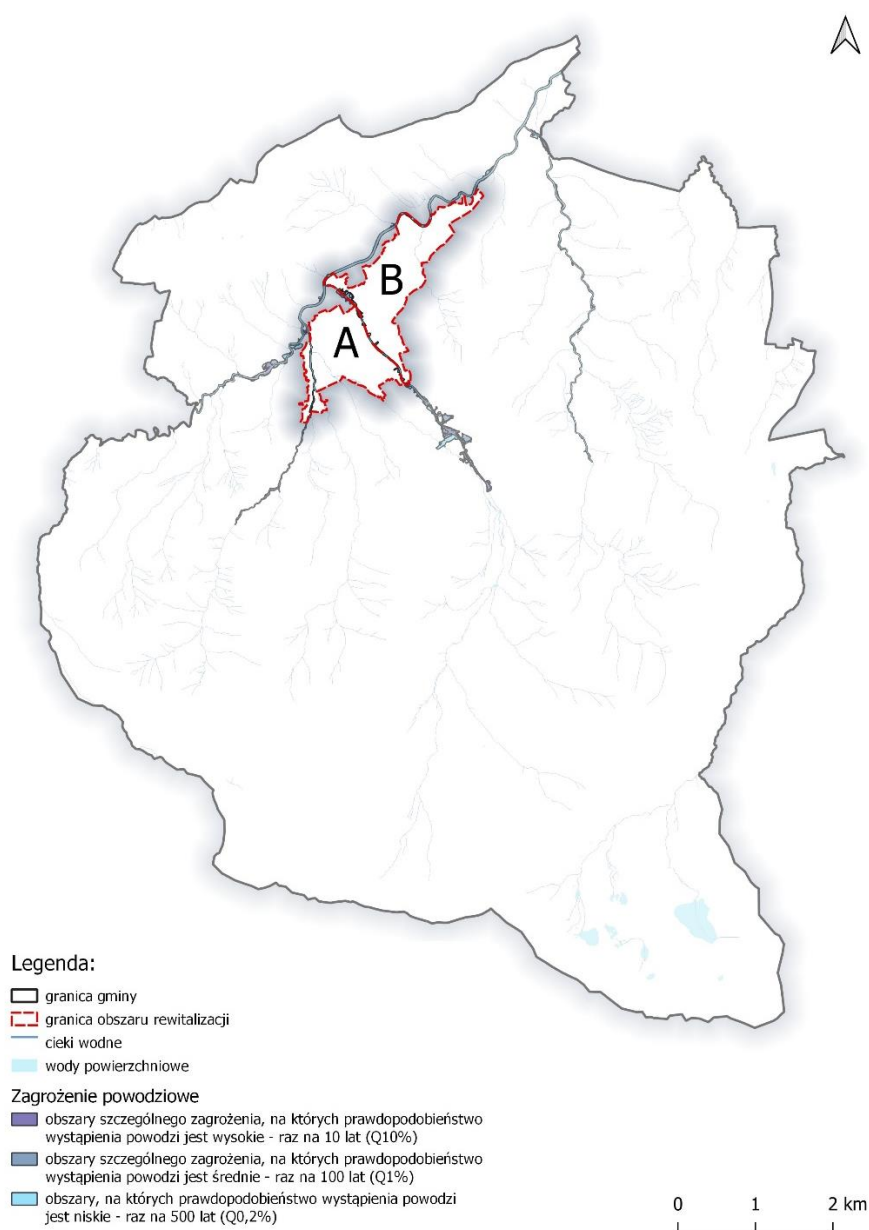 B
A
Legenda:
granica gminy
granica obszaru rewitalizacji
cieki wodne
wody powierzchniowe
Zagrożenie powodziowe
obszary szczególnego zagrożenia, na których prawdopodobieństwo
wystąpienia powodzi jest wysokie - raz na 10 lat (Q10%)
obszary szczególnego zagrożenia, na których prawdopodobieństwo
wystąpienia powodzi jest średnie - raz na 100 lat (Q1%)
obszary, na których prawdopodobieństwo wystąpienia powodzi
jest niskie - raz na 500 lat (Q0,2%)
0 1 2 km